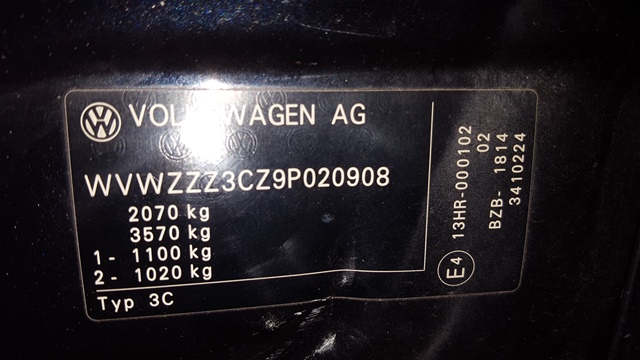 VOLKSWAGEN AG
WVWZZZ3CZ9P020908
2070 kg
3570 kg
1 - 1100 kg
2 - 1020 kg
Typ 3C
E4
13HR-000102
02
BZB- 1814
3410224